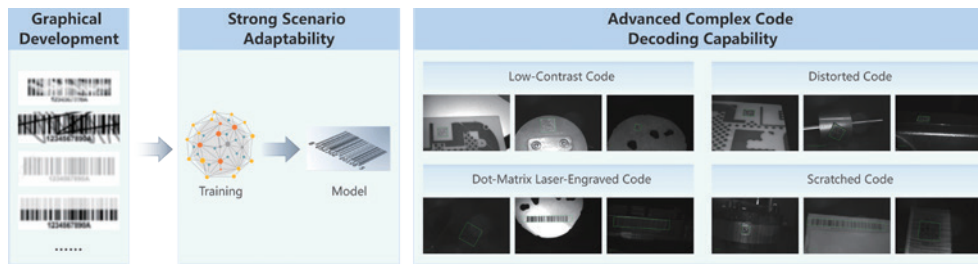 Graphical
Development
Strong Scenario
Adaptability
Advanced Complex Code
Decoding Capability
1234567890A
1234567890A
1234567890A
......
Training
Model
Low-Contrast Code
Distorted Code
Dot-Matrix Laser-Engraved Code
Scratched Code